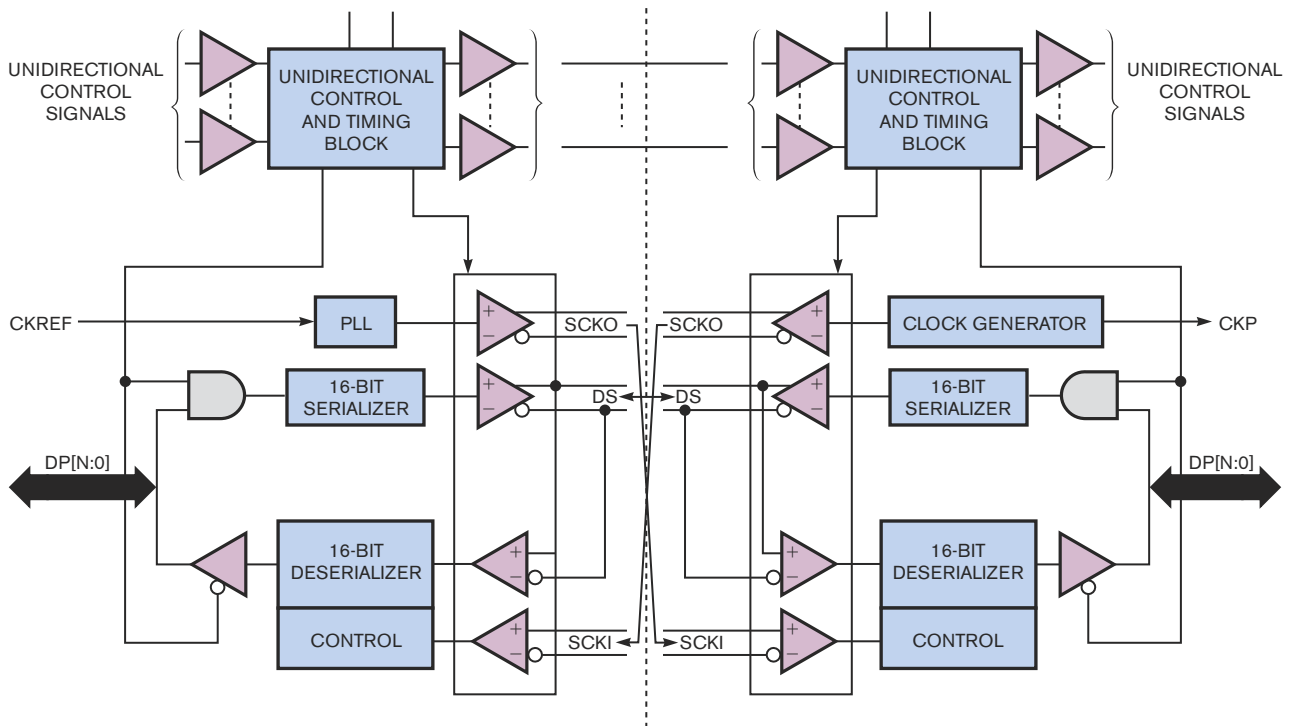 UNIDIRECTIONAL
CONTROL
SIGNALS
UNIDIRECTIONAL
CONTROL
AND TIMING
BLOCK
UNIDIRECTIONAL
CONTROL
AND TIMING
BLOCK
UNIDIRECTIONAL
CONTROL
SIGNALS
CKREF
PLL
+
−
SCKO
SCKO
+
−
CLOCK GENERATOR
CKP
16-BIT
SERIALIZER
+
−
DS
DS
+
−
16-BIT
SERIALIZER
DP[N:0]
DP[N:0]
16-BIT
DESERIALIZER
+
−
+
−
16-BIT
DESERIALIZER
CONTROL
+
−
SCKI
SCKI
+
−
CONTROL